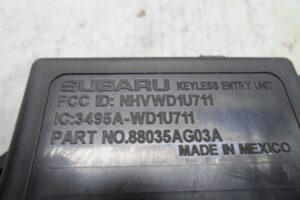 SUBARU KEYLESS ENTRY UNIT
FCC ID: NHVWD1U711
IC:3495A-WD1U711
PART NO.88035AG03A
MADE IN MEXICO